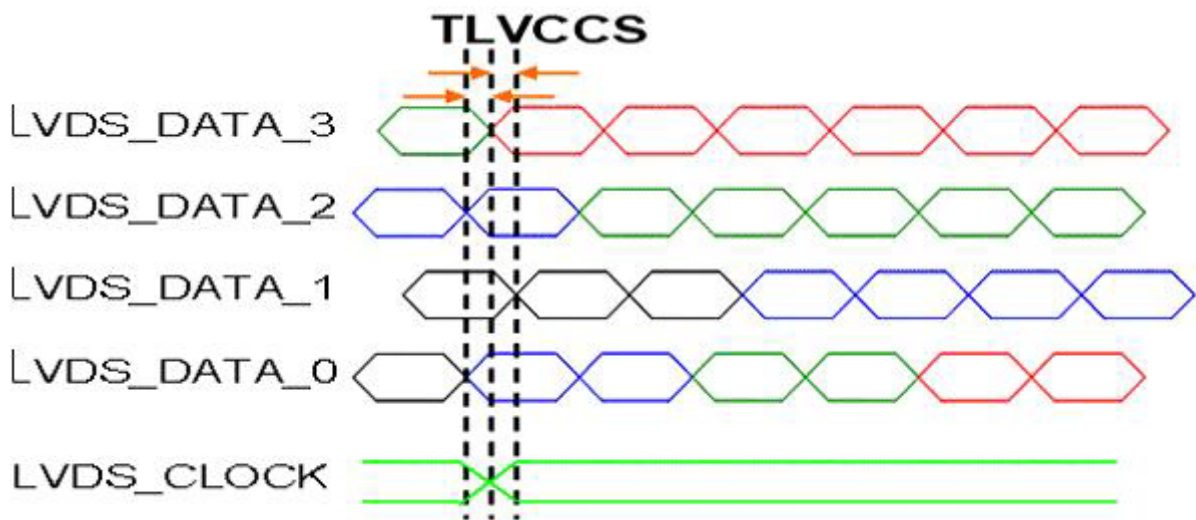 TLVCCS
LVDS_DATA_3
LVDS_DATA_2
LVDS_DATA_1
LVDS_DATA_0
LVDS_CLOCK